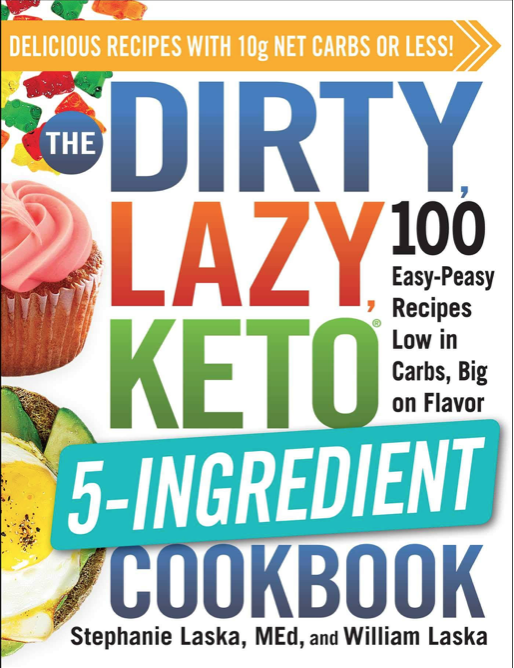 DELICIOUS RECIPES WITH 10g NET CARBS OR LESS!
THE
DIRTY,
LAZY,
KETO®
100
Easy-Peasy
Recipes
Low in
Carbs, Big
on Flavor
5-INGREDIENT
COOKBOOK
Stephanie Laska, MEd, and William Laska